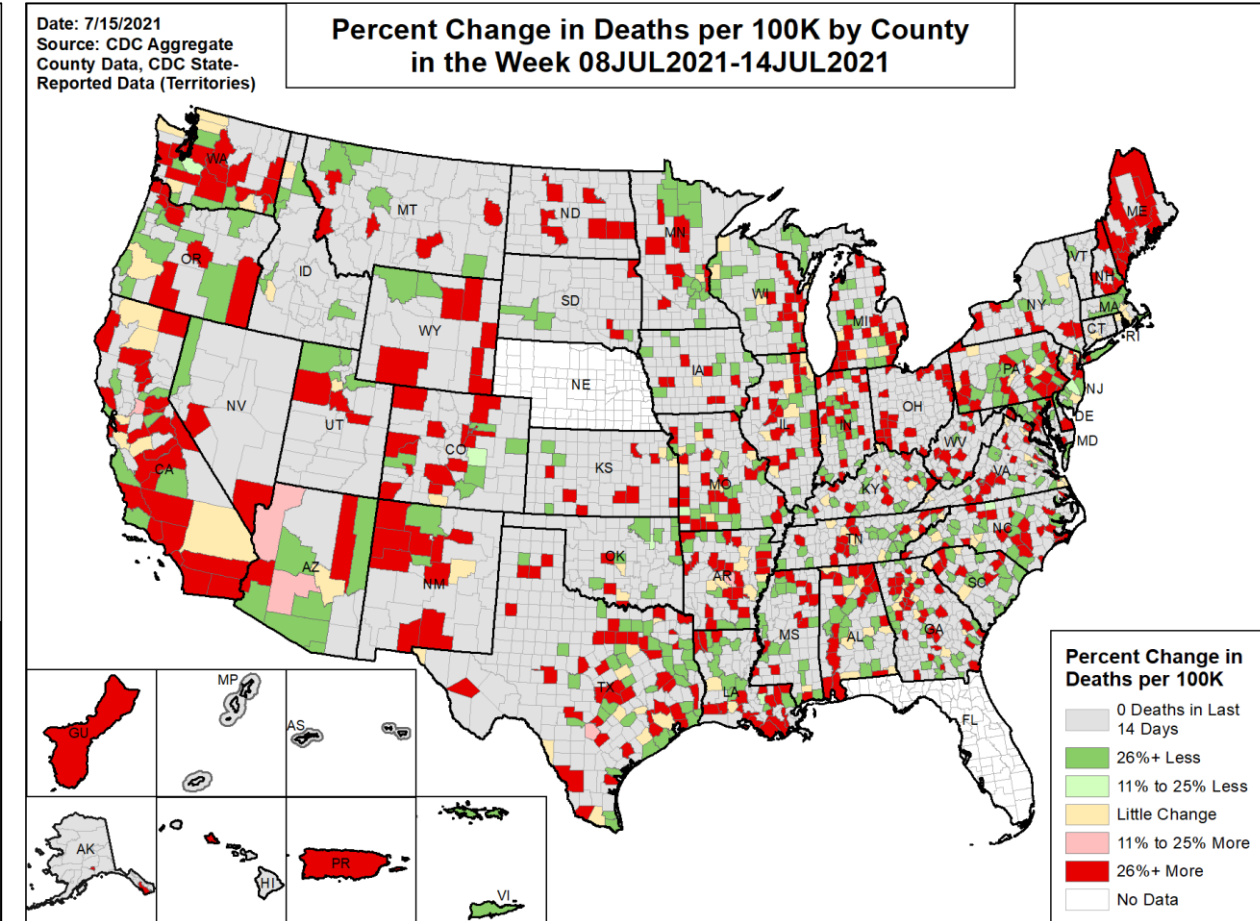 Date: 7/15/2021
Source: CDC Aggregate
County Data, CDC State-
Reported Data (Territories)
Percent Change in Deaths per 100K by County
in the Week 08JUL2021-14JUL2021
WA
MT
ND
MN
ME
OR
ID
SD
WI
MI
VT
NH
NY
MA
CT
RI
WY
IA
NE
PA
NJ
NV
UT
CO
KS
MO
IL
IN
OH
WV
DE
MD
VA
KY
CA
AZ
NM
OK
AR
TN
NC
SC
MS
AL
GA
TX
LA
FL
GU
MP
AS
AK
HI
PR
VI
Percent Change in
Deaths per 100K
0 Deaths in Last
14 Days
26%+ Less
11% to 25% Less
Little Change
11% to 25% More
26%+ More
No Data